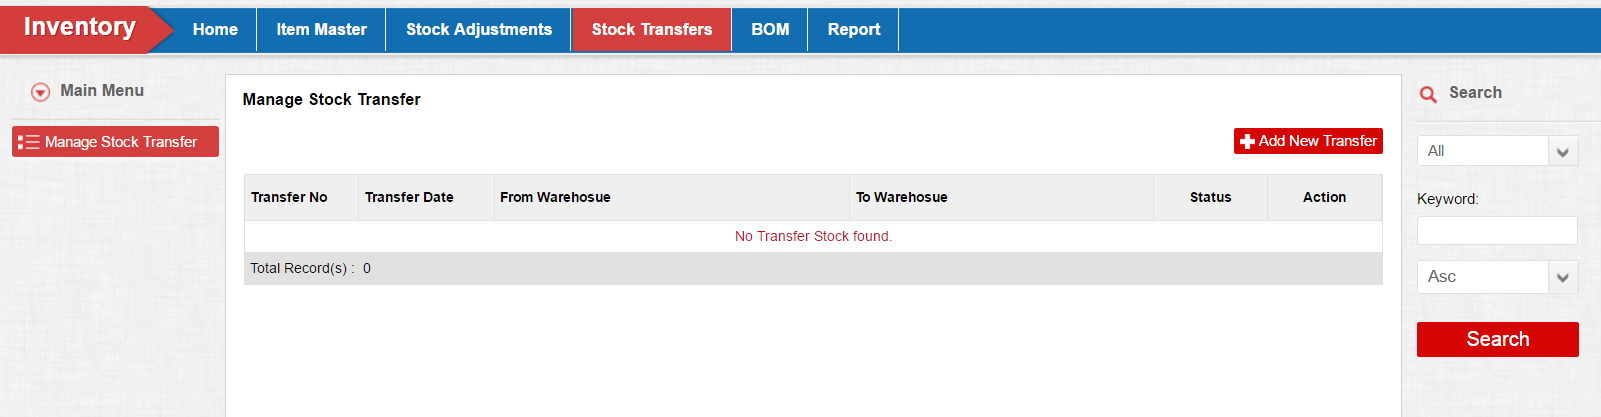 Inventory Home Item Master Stock Adjustments Stock Transfers BOM Report
Main Menu
Manage Stock Transfer
Manage Stock Transfer
Add New Transfer
Transfer No Transfer Date From Warehosue To Warehosue Status Action
No Transfer Stock found.
Total Record(s) : 0
Search
All
Keyword:
Asc
Search